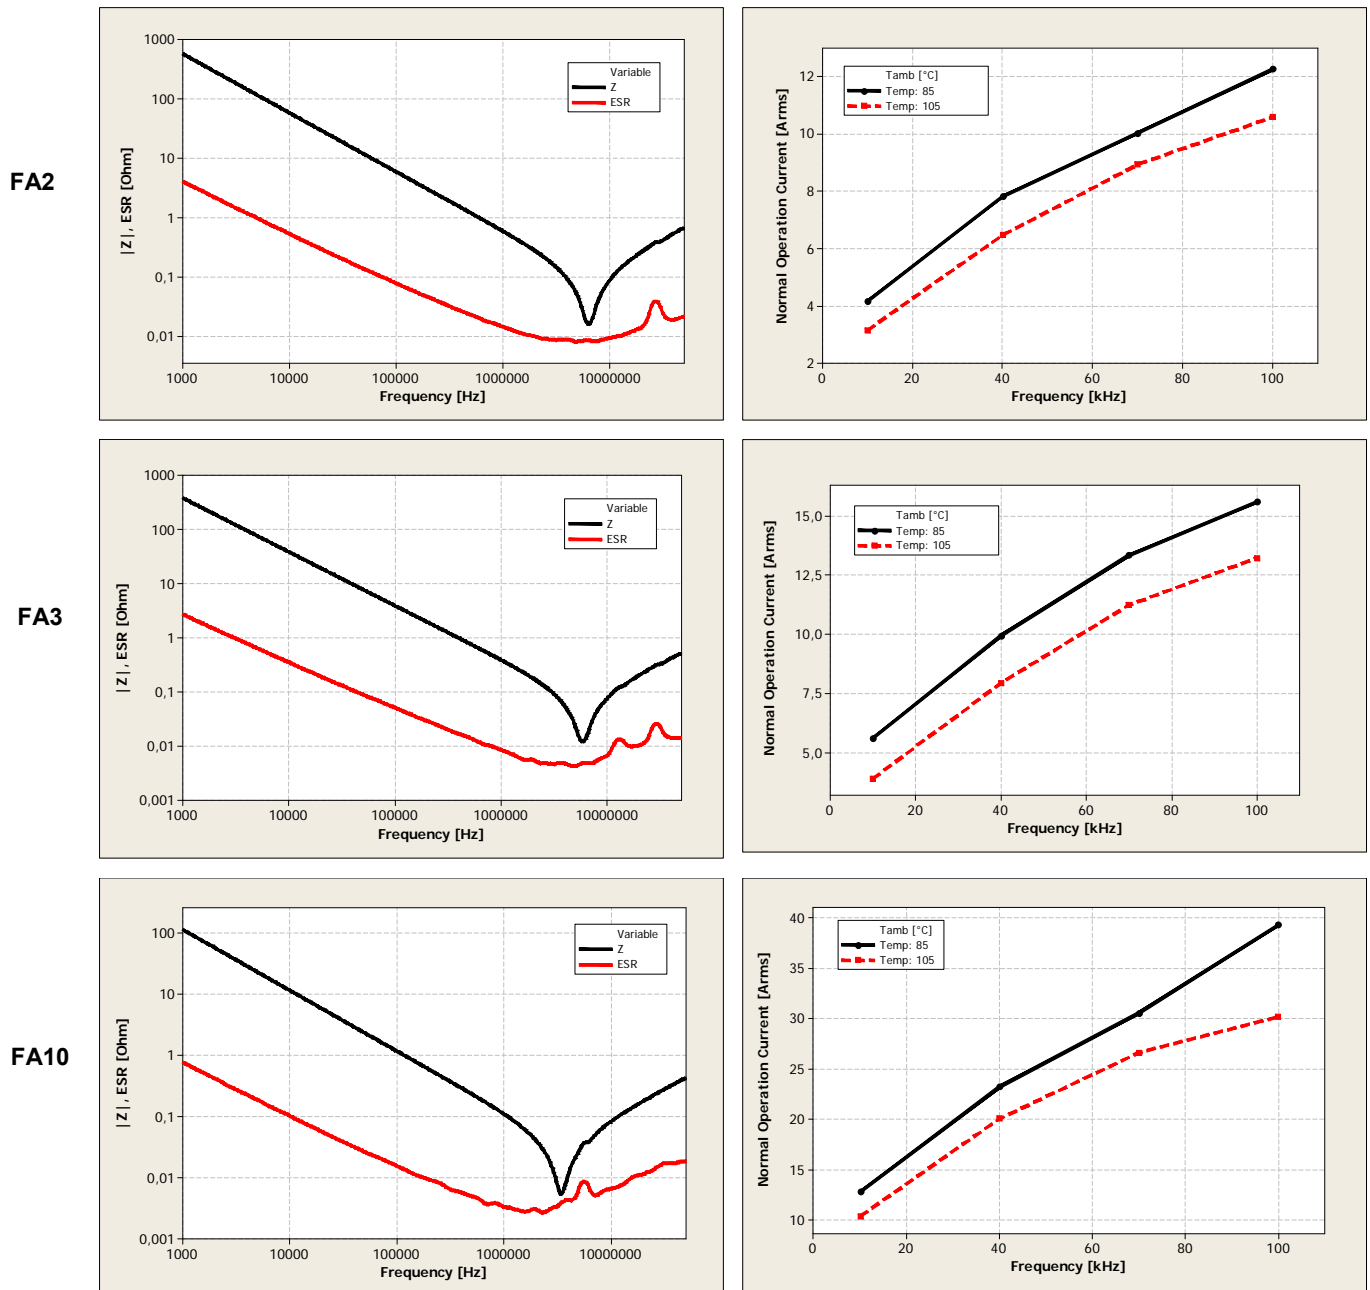 FA2
1000
100
10
1
0,1
0,01
|Z|, ESR [Ohm]
Variable
Z
ESR
1000 10000 100000 1000000 10000000
Frequency [Hz]
12
10
8
6
4
2
Normal Operation Current [Arms]
Tamb [°C]
Temp: 85
Temp: 105
0 20 40 60 80 100
Frequency [kHz]
FA3
1000
100
10
1
0,1
0,01
0,001
|Z|, ESR [Ohm]
Variable
Z
ESR
1000 10000 100000 1000000 10000000
Frequency [Hz]
15,0
12,5
10,0
7,5
5,0
Normal Operation Current [Arms]
Tamb [°C]
Temp: 85
Temp: 105
0 20 40 60 80 100
Frequency [kHz]
FA10
100
10
1
0,1
0,01
0,001
|Z|, ESR [Ohm]
Variable
Z
ESR
1000 10000 100000 1000000 10000000
Frequency [Hz]
40
35
30
25
20
15
10
Normal Operation Current [Arms]
Tamb [°C]
Temp: 85
Temp: 105
0 20 40 60 80 100
Frequency [kHz]